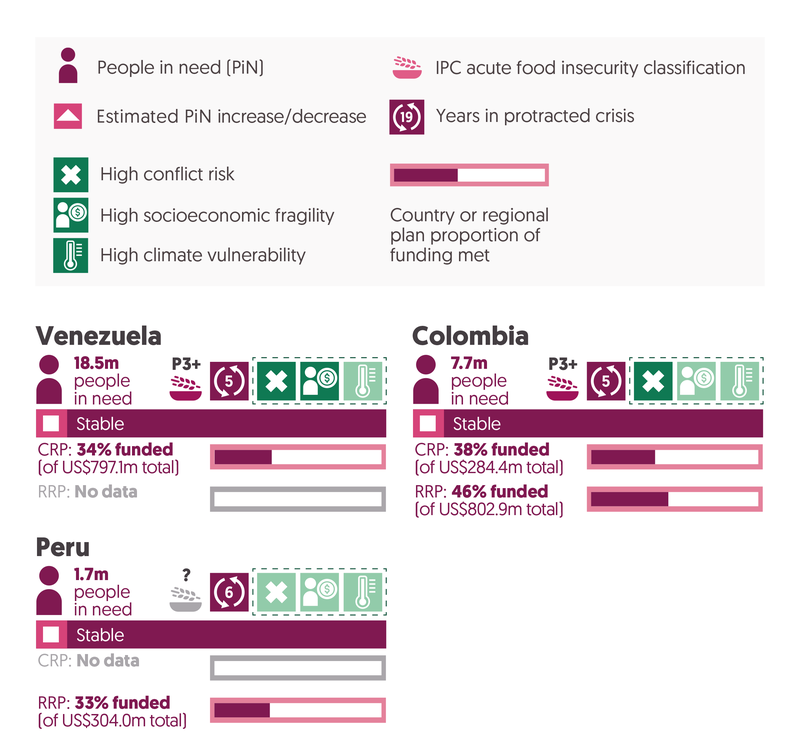 People in need (PiN)
IPC acute food insecurity classification
Estimated PiN increase/decrease
19
Years in protracted crisis
High conflict risk
High socioeconomic fragility
High climate vulnerability
Country or regional
plan proportion of
funding met
Venezuela
18.5m
people
in need
P3+
5
$
Stable
CRP: 34% funded
(of US$797.1m total)
RRP: No data
Colombia
7.7m
people
in need
P3+
5
$
Stable
CRP: 38% funded
(of US$284.4m total)
RRP: 46% funded
(of US$802.9m total)
Peru
1.7m
people
in need
?
6
$
Stable
CRP: No data
RRP: 33% funded
(of US$304.0m total)